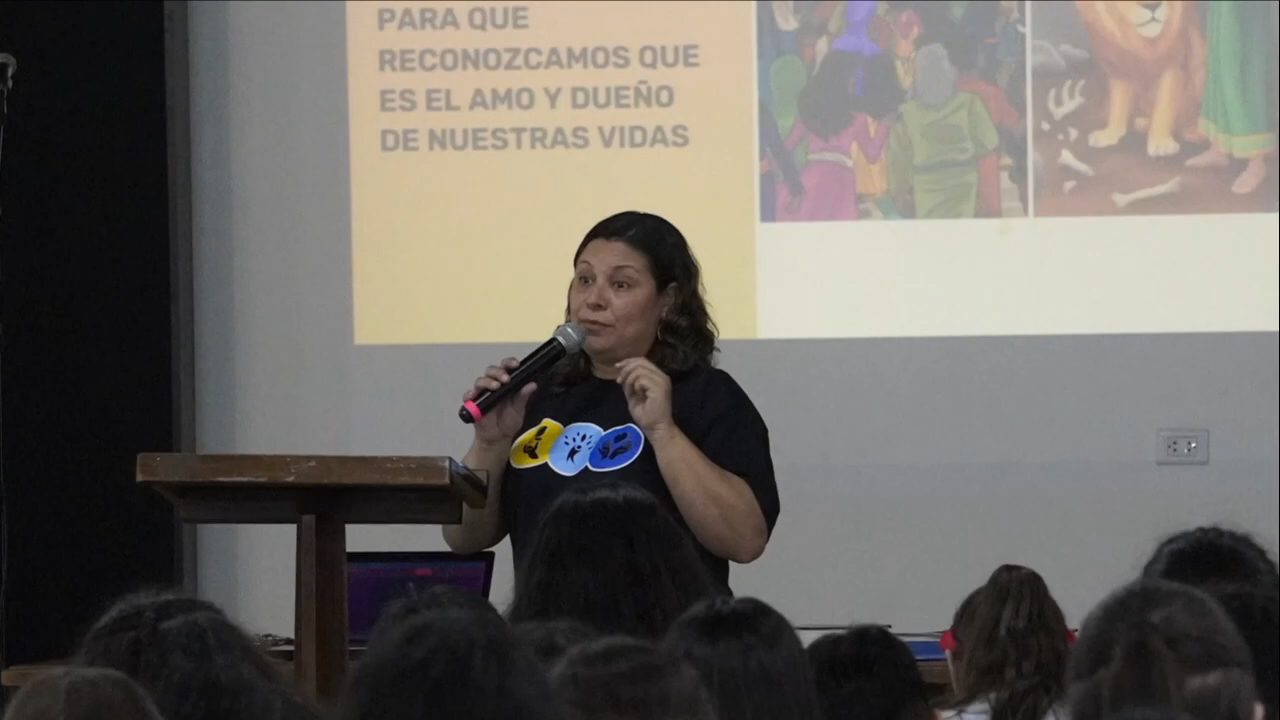 PARA QUE
RECONOZCAMOS QUE
ES EL AMO Y DUEÑO
DE NUESTRAS VIDAS